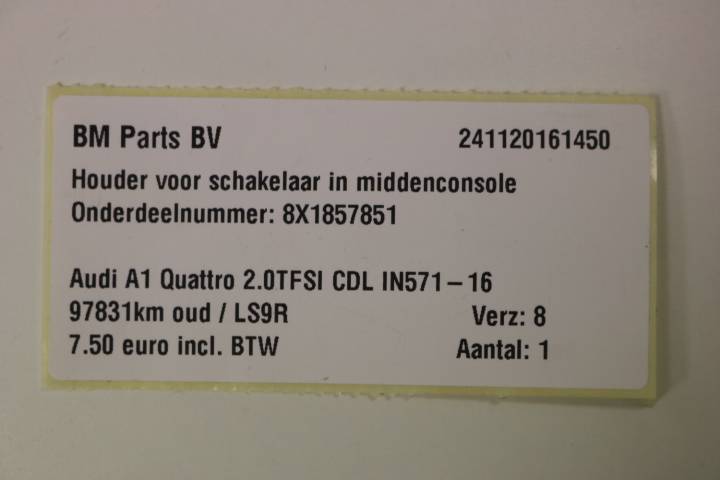 BM Parts BV 241120161450
Houder voor schakelaar in middenconsole
Onderdeelnummer: 8X1857851
Audi A1 Quattro 2.0TFSI CDL IN571-16
97831km oud / LS9R Verz: 8
7.50 euro incl. BTW Aantal: 1